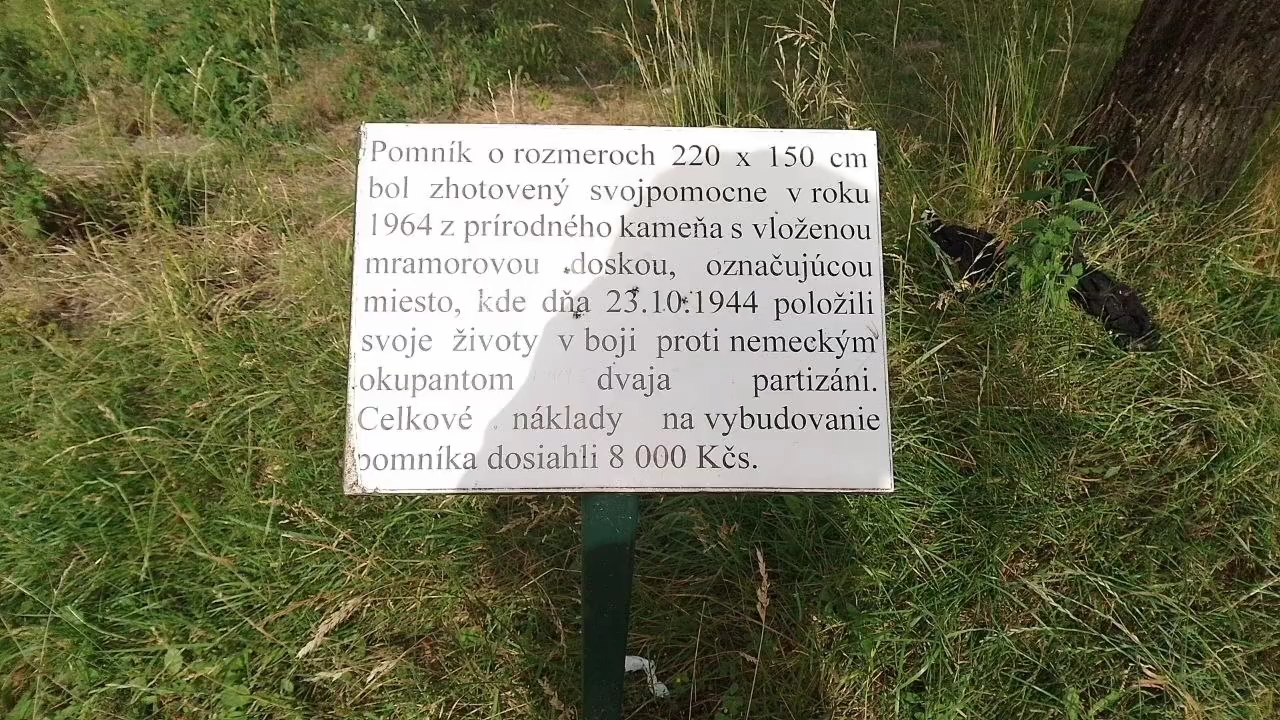 Pomník o rozmeroch 220 x 150 cm
bol zhotovený svojpomocne v roku
1964 z prírodného kameňa s vloženou
mramorovou doskou, označujúcou
miesto, kde dňa 23.10.1944 položili
svoje životy v boji proti nemeckým
okupantom dvaja partizáni.
Celkové náklady na vybudovanie
pomníka dosiahli 8 000 Kčs.